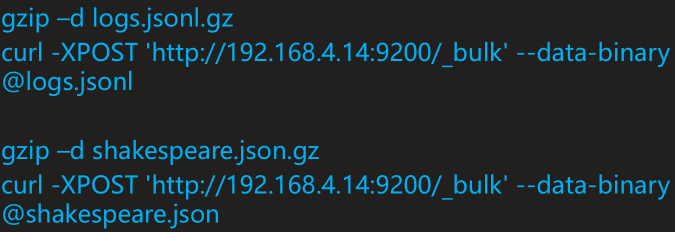 gzip –d logs.jsonl.gz
curl -XPOST 'http://192.168.4.14:9200/_bulk' --data-binary
@logs.jsonl
gzip –d shakespeare.json.gz
curl -XPOST 'http://192.168.4.14:9200/_bulk' --data-binary
@shakespeare.json